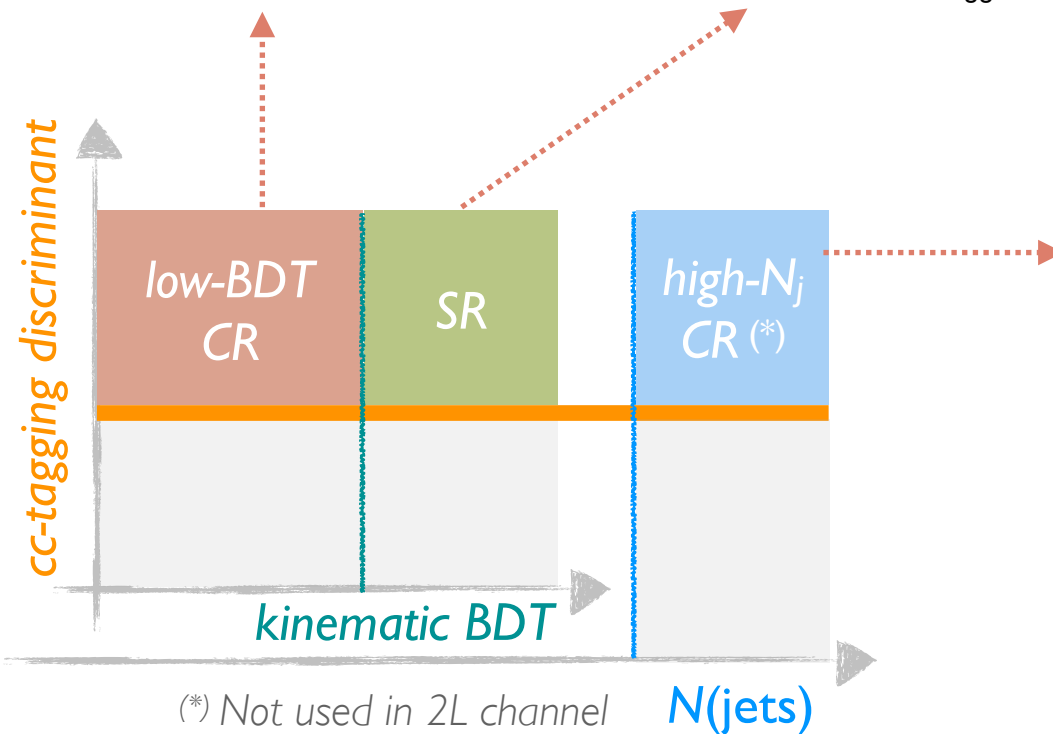 cc-tagging discriminant
low-BDT
CR
SR
high-Nj
CR (*)
kinematic BDT
(*) Not used in 2L channel
N(jets)